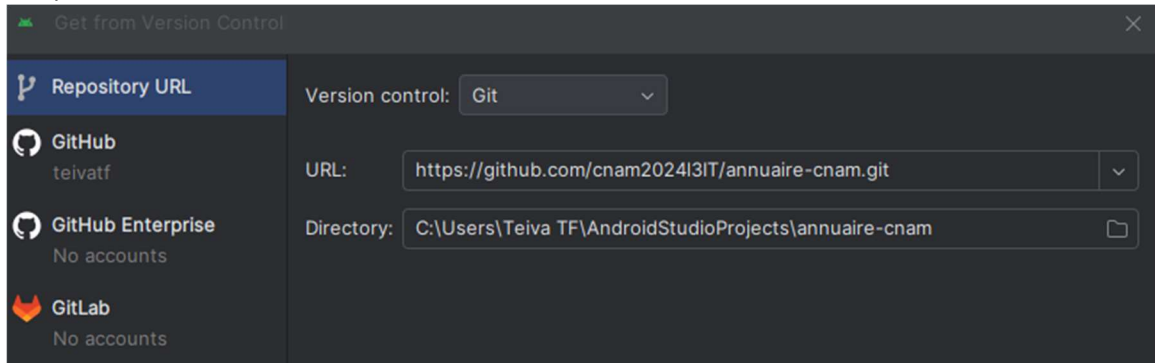 Get from Version Control
Repository URL
GitHub
teivatf
GitHub Enterprise
No accounts
GitLab
No accounts
Version control: Git
URL: https://github.com/cnam2024l3IT/annuaire-cnam.git
Directory: C:\Users\Teiva TF\AndroidStudioProjects\annuaire-cnam